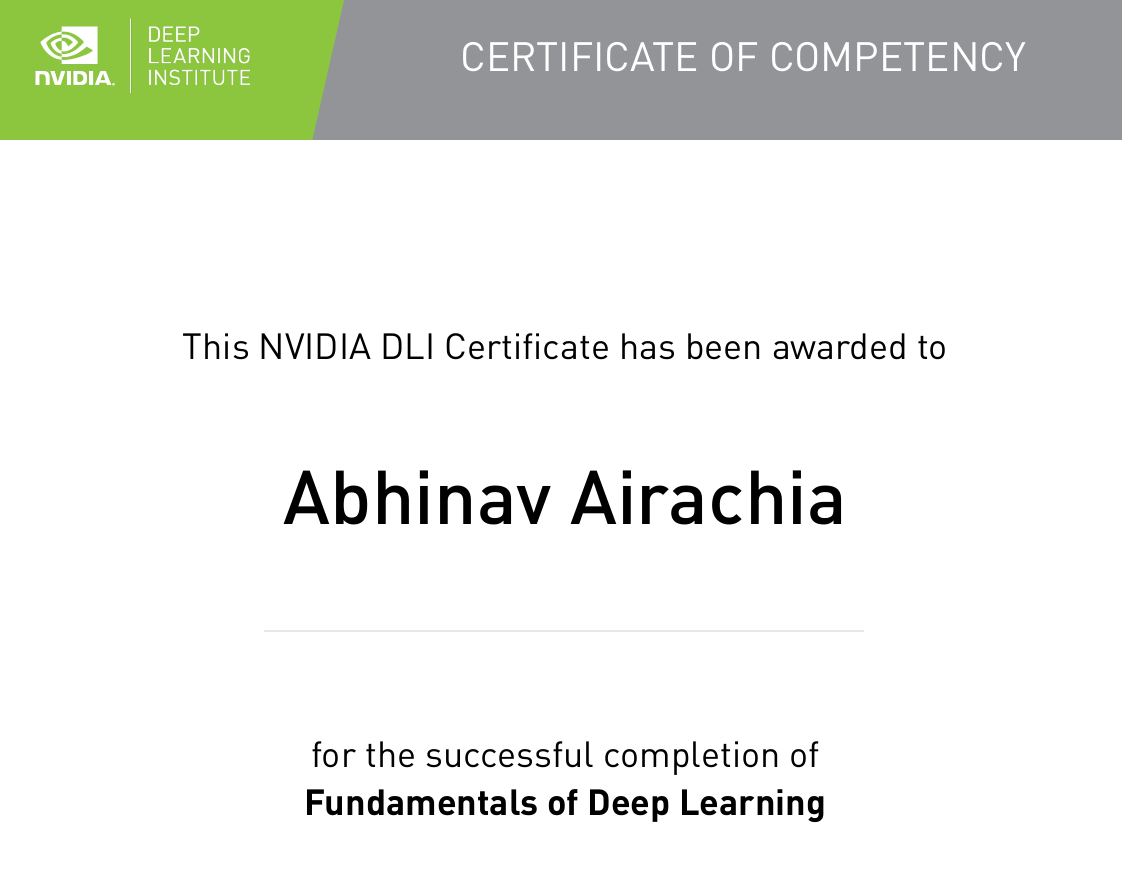 NVIDIA.
DEEP
LEARNING
INSTITUTE
CERTIFICATE OF COMPETENCY
This NVIDIA DLI Certificate has been awarded to
Abhinav Airachia
for the successful completion of
Fundamentals of Deep Learning